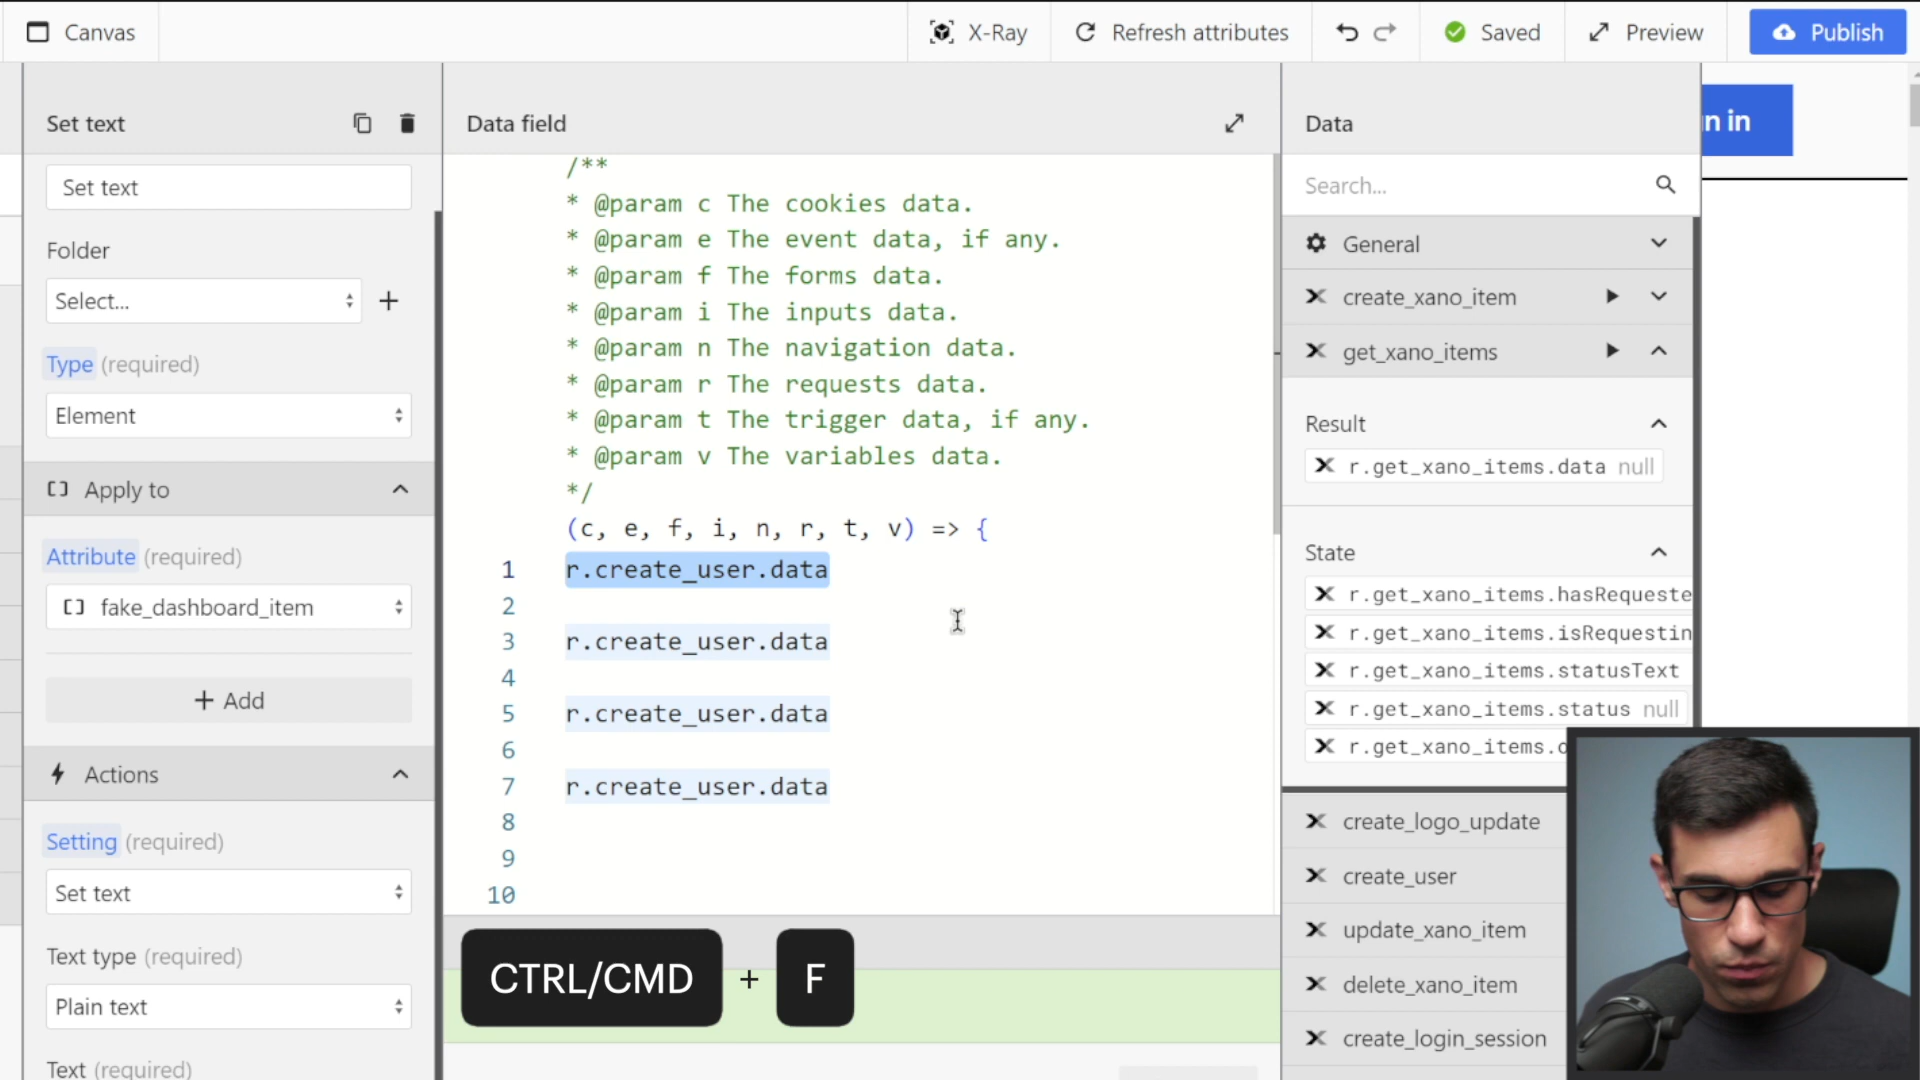 Canvas
X-Ray
Refresh attributes
Saved
Preview
Publish
Set text
Set text
Folder
Select...
Type (required)
Element
[] Apply to
Attribute (required)
[] fake_dashboard_item
+ Add
Actions
Setting (required)
Set text
Text type (required)
Plain text
Text (required)
Data field
/**
* @param c The cookies data.
* @param e The event data, if any.
* @param f The forms data.
* @param i The inputs data.
* @param n The navigation data.
* @param r The requests data.
* @param t The trigger data, if any.
* @param v The variables data.
*/
(c, e, f, i, n, r, t, v) => {
1 r.create_user.data
2
3 r.create_user.data
4
5 r.create_user.data
6
7 r.create_user.data
8
9
10
CTRL/CMD + F
Data
Search...
General
create_xano_item
get_xano_items
Result
r.get_xano_items.data null
State
r.get_xano_items.hasRequeste
r.get_xano_items.isRequestin
r.get_xano_items.statusText
r.get_xano_items.status null
r.get_xano_items.
create_logo_update
create_user
update_xano_item
delete_xano_item
create_login_session
n in